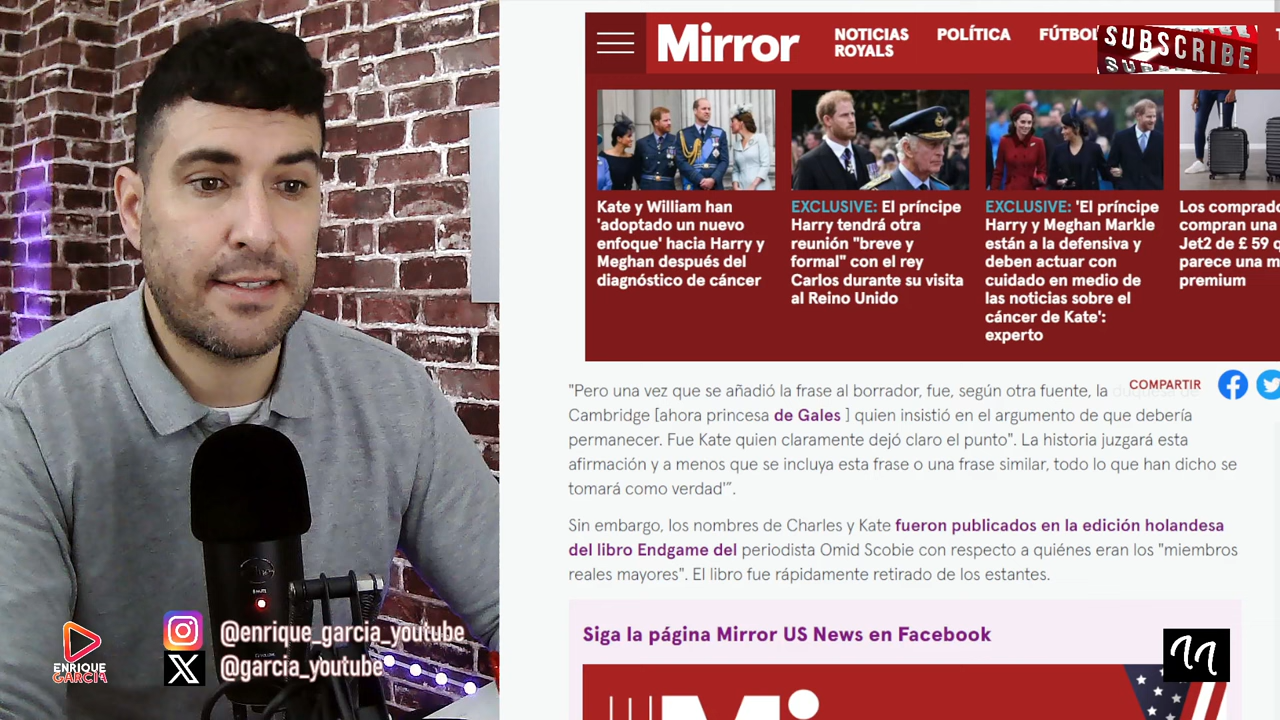 Mirror
NOTICIAS
ROYALS
POLÍTICA
FÚTBOL
SUBSCRIBE
Kate y William han
'adoptado un nuevo
enfoque' hacia Harry y
Meghan después del
diagnóstico de cáncer
EXCLUSIVE: El príncipe
Harry tendrá otra
reunión "breve y
formal" con el rey
Carlos durante su visita
al Reino Unido
EXCLUSIVE: 'El príncipe
Harry y Meghan Markle
están a la defensiva y
deben actuar con
cuidado en medio de
las noticias sobre el
cáncer de Kate':
experto
Los comprado
compran una
Jet2 de £ 59 q
parece una m
premium
COMPARTIR
"Pero una vez que se añadió la frase al borrador, fue, según otra fuente, la duquesa de
Cambridge [ahora princesa de Gales ] quien insistió en el argumento de que debería
permanecer. Fue Kate quien claramente dejó claro el punto". La historia juzgará esta
afirmación y a menos que se incluya esta frase o una frase similar, todo lo que han dicho se
tomará como verdad'”.
Sin embargo, los nombres de Charles y Kate fueron publicados en la edición holandesa
del libro Endgame del periodista Omid Scobie con respecto a quiénes eran los "miembros
reales mayores". El libro fue rápidamente retirado de los estantes.
Siga la página Mirror US News en Facebook
ENRIQUE
GARCIA
@enrique_garcia_youtube
@garcia_youtube